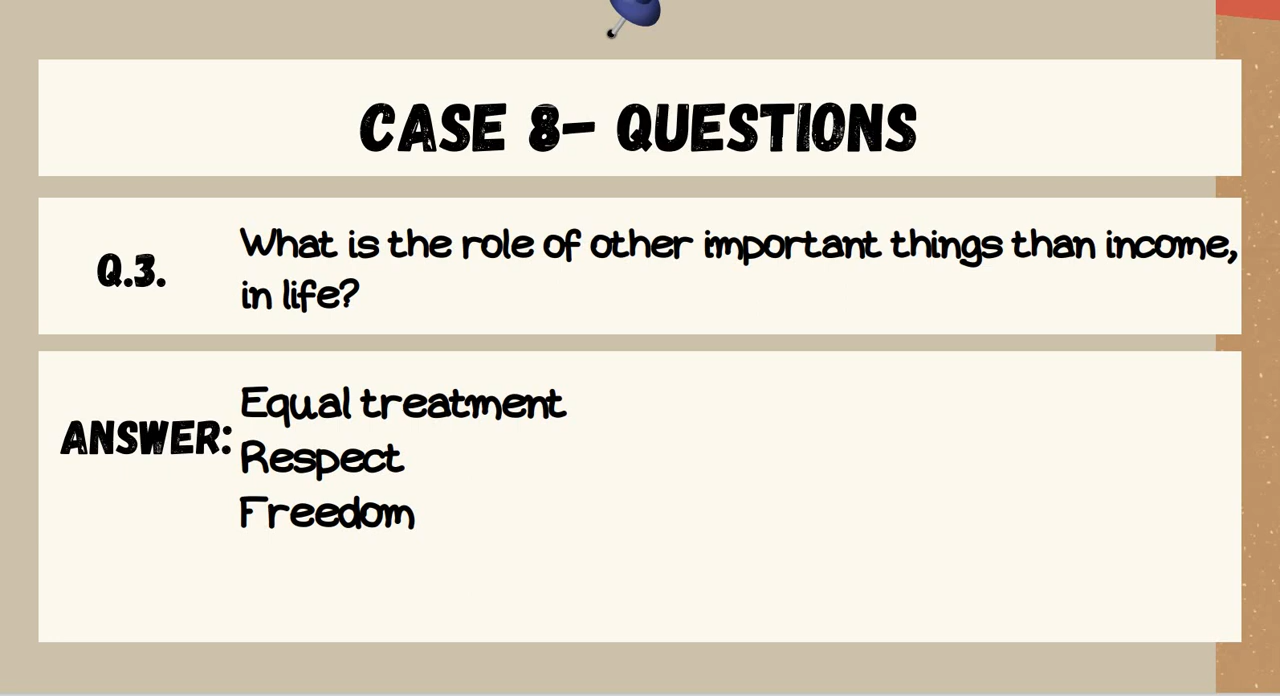 CASE 8- QUESTIONS
Q.3.
What is the role of other important things than income,
in life?
ANSWER:
Equal treatment
Respect
Freedom